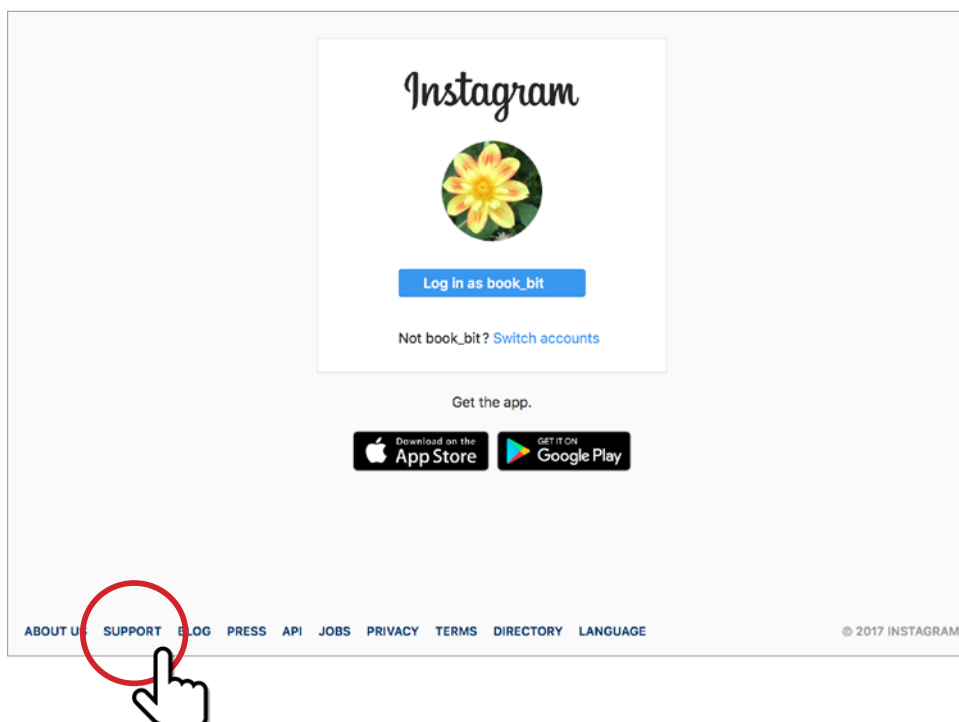 Instagram
Log in as book_bit
Not book_bit? Switch accounts
Get the app.
Download on the
App Store
GET IT ON
Google Play
ABOUT US SUPPORT BLOG PRESS API JOBS PRIVACY TERMS DIRECTORY LANGUAGE © 2017 INSTAGRAM